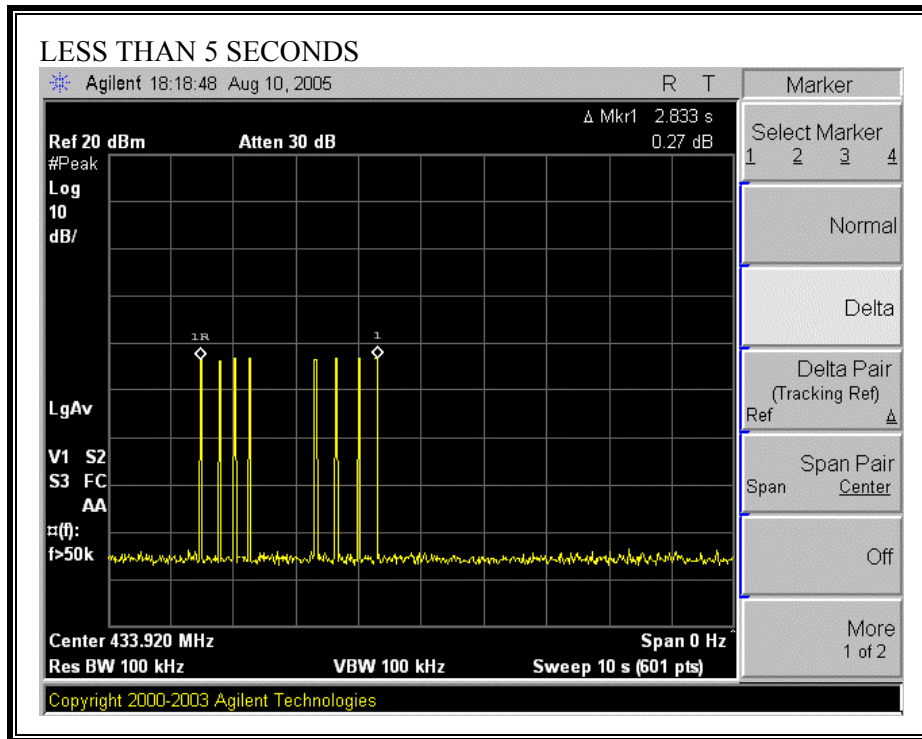 LESS THAN 5 SECONDS
Agilent 18:18:48 Aug 10, 2005 R T
Δ Mkr1 2.833 s
Ref 20 dBm Atten 30 dB 0.27 dB
#Peak
Log
10
dB/
1R 1
LgAv
V1 S2
S3 FC
AA
¤(f):
f>50k
Center 433.920 MHz Span 0 Hz ^
Res BW 100 kHz VBW 100 kHz Sweep 10 s (601 pts)
Copyright 2000-2003 Agilent Technologies
Marker
Select Marker
1 2 3 4
Normal
Delta
Delta Pair
(Tracking Ref)
Ref Δ
Span Pair
Span Center
Off
More
1 of 2